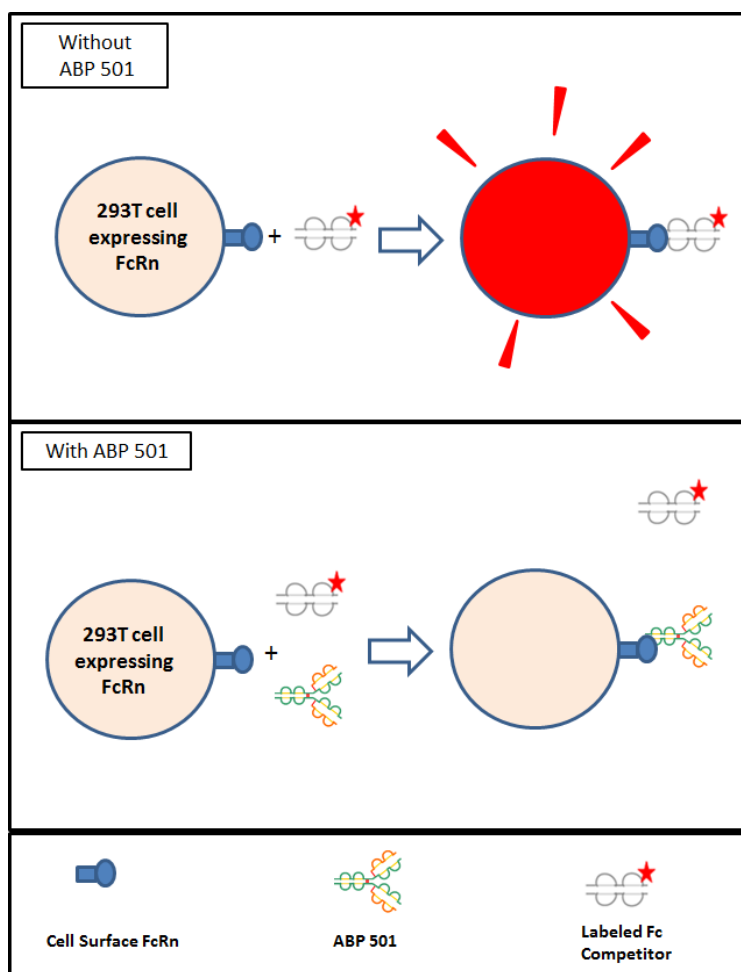 Without
ABP 501
293T cell
expressing
FcRn
+
With ABP 501
293T cell
expressing
FcRn
+
Cell Surface FcRn
ABP 501
Labeled Fc
Competitor